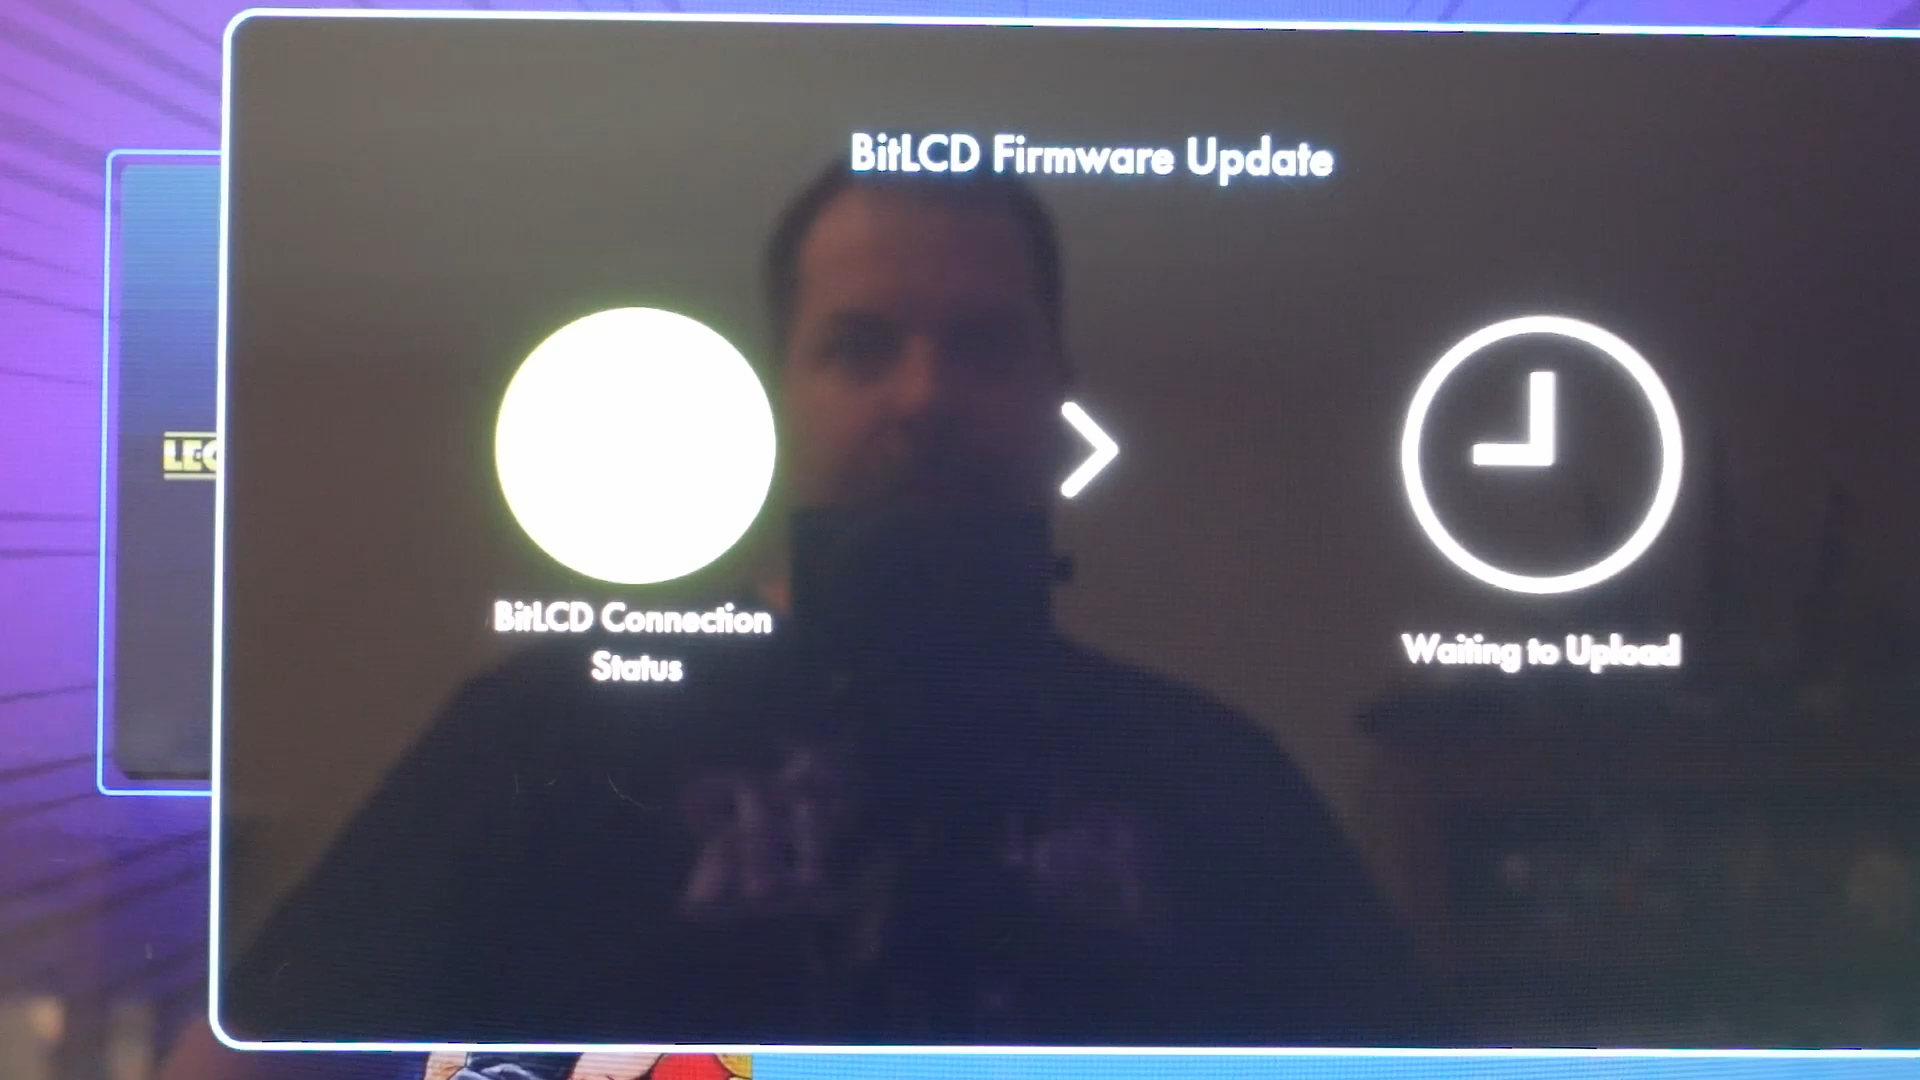 BitLCD Firmware Update
BitLCD Connection
Status
Waiting to Upload